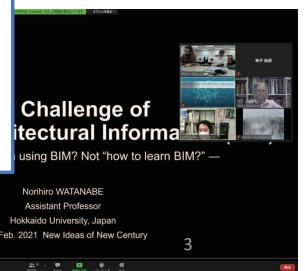 Challenge of
itectural Informa
using BIM? Not “how to learn BIM?” —
Norihiro WATANABE
Assistant Professor
Hokkaido University, Japan
Feb. 2021 New Ideas of New Century
3